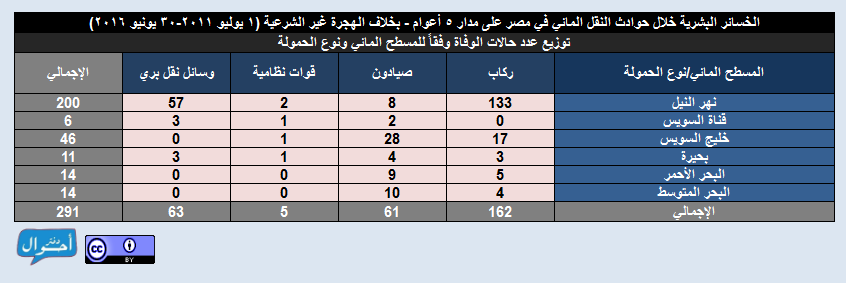 الخسائر البشرية خلال حوادث النقل المائي في مصر على مدار ٥ أعوام - بخلاف الهجرة غير الشرعية (١ يوليو ٢٠١١-٣٠ يونيو ٢٠١٦)
توزيع عدد حالات الوفاة وفقاً للمسطح المائي ونوع الحمولة
المسطح المائي/نوع الحمولة ركاب صيادون قوات نظامية وسائل نقل بري الإجمالي
نهر النيل 133 8 2 57 200
قناة السويس 0 2 1 3 6
خليج السويس 17 28 1 0 46
بحيرة 3 4 1 3 11
البحر الأحمر 5 9 0 0 14
البحر المتوسط 4 10 0 0 14
الإجمالي 162 61 5 63 291
دفتر أحوال
cc BY